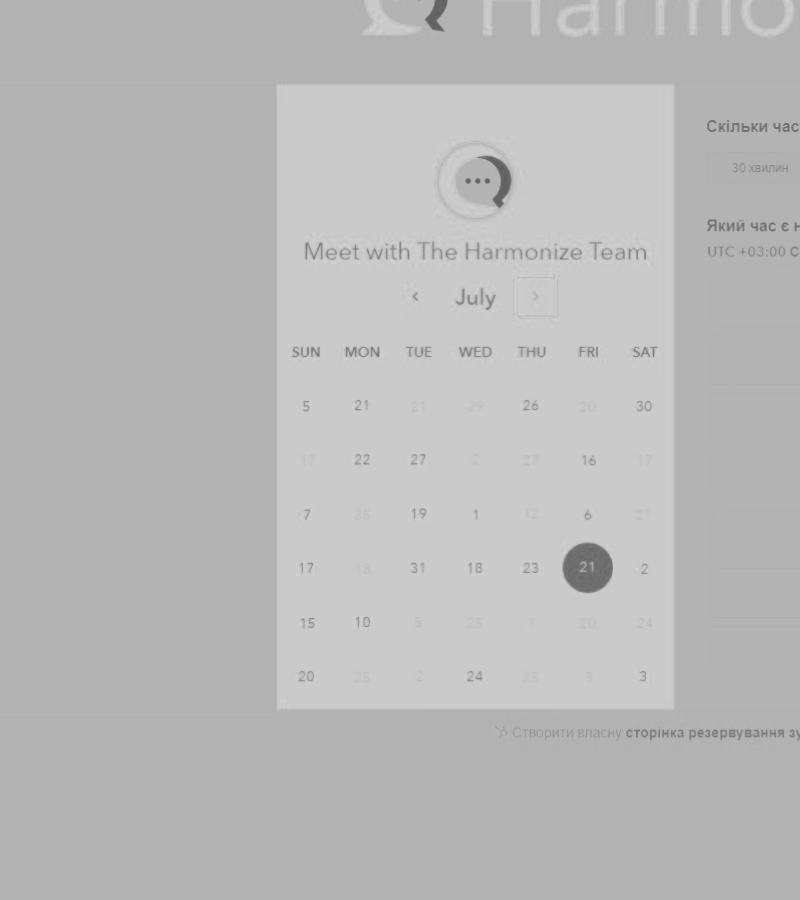 Harmo
Meet with The Harmonize Team
July
SUN MON TUE WED THU FRI SAT
5 21 21 29 26 20 30
17 22 27 2 27 16 17
7 25 19 1 12 6 27
17 18 31 18 23 21 2
15 10 5 25 1 20 24
20 25 2 24 25 3 3
Скільки час
30 хвилин
Який час є н
UTC +03:00 С
Створити власну сторінка резервування зу